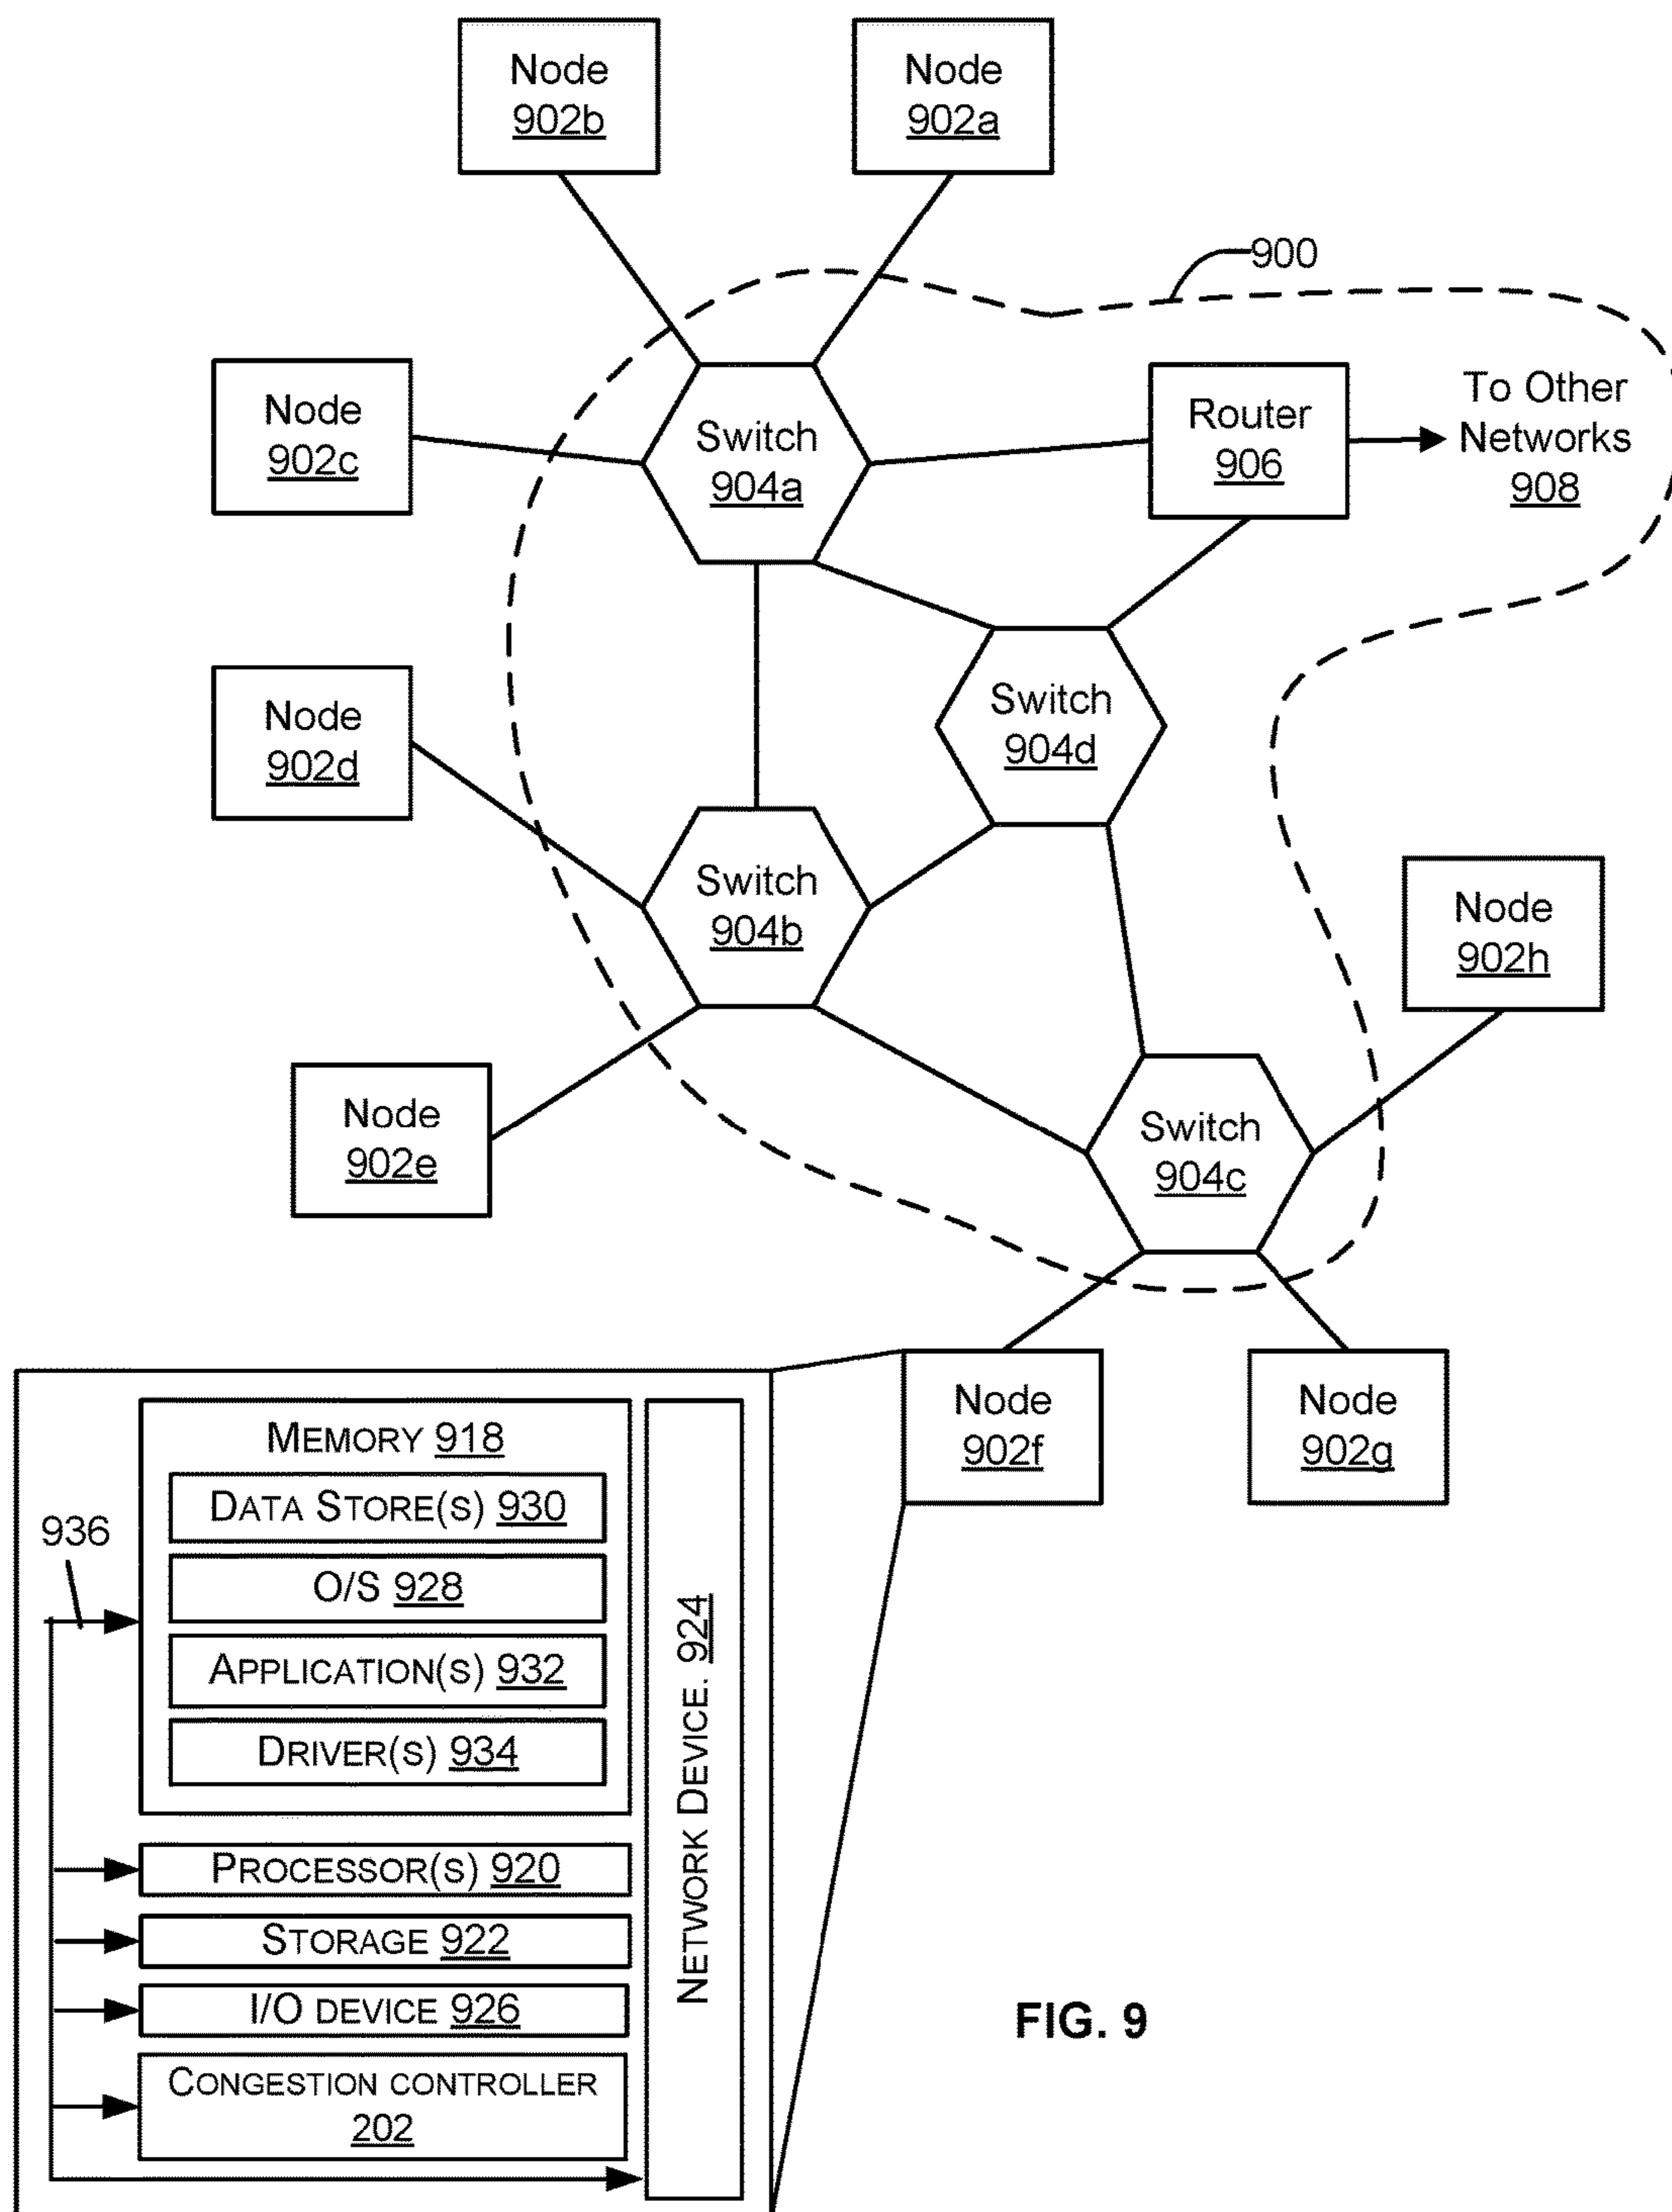 Node
902b
Node
902a
900
Node
902c
Switch
904a
Router
906
To Other
Networks
908
Node
902d
Switch
904d
Switch
904b
Node
902h
Node
902e
Switch
904c
Node
902f
Node
902g
MEMORY 918
DATA STORE(S) 930
936
O/S 928
APPLICATION(S) 932
DRIVER(S) 934
NETWORK DEVICE. 924
PROCESSOR(S) 920
STORAGE 922
I/O DEVICE 926
CONGESTION CONTROLLER
202
FIG. 9